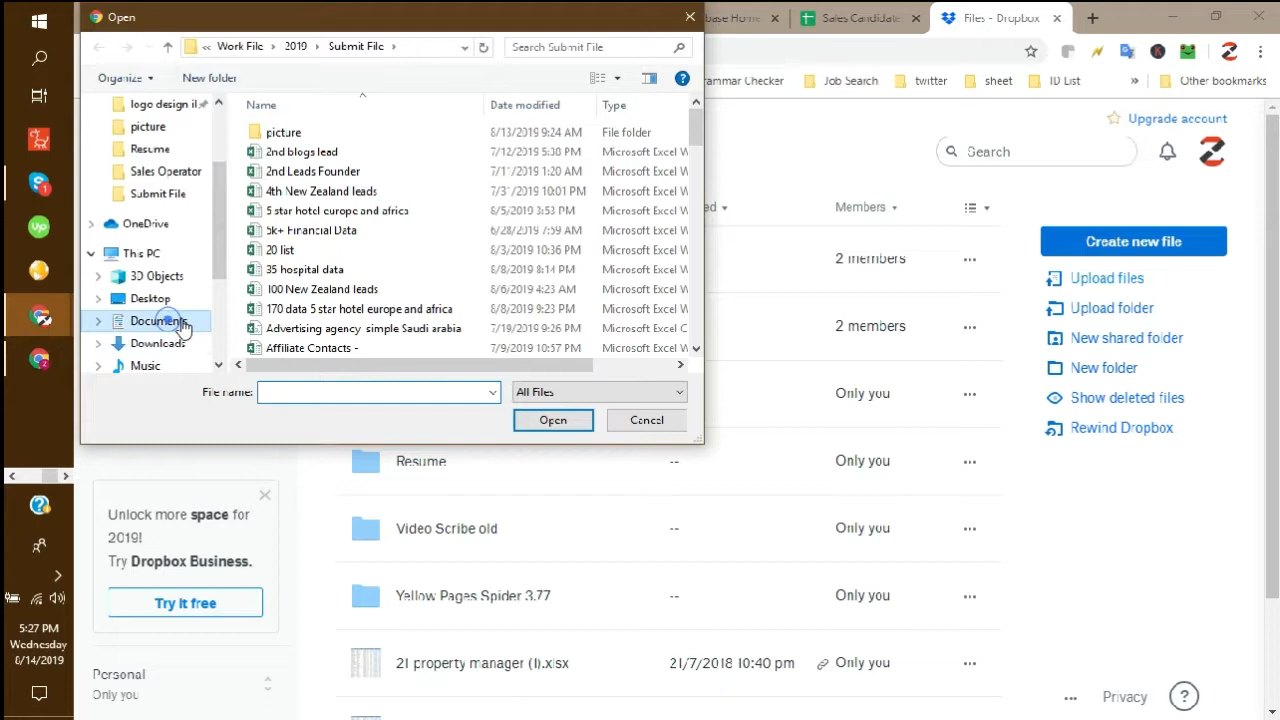 Open
base Home
Sales Candidate
Files - Dropbox
Work File
2019
Submit File
Search Submit File
Grammar Checker
Job Search
twitter
sheet
ID List
»
Other bookmarks
Organize
New folder
logo design il
picture
Resume
Sales Operator
Submit File
OneDrive
This PC
3D Objects
Desktop
Documents
Downloads
Music
Name
Date modified
Type
picture
8/13/2019 9:24 AM
File folder
2nd blogs lead
7/12/2019 5:38 PM
Microsoft Excel W
2nd Leads Founder
7/11/2019 1:20 AM
Microsoft Excel W
4th New Zealand leads
7/31/2019 10:01 PM
Microsoft Excel W
5 star hotel europe and africa
8/5/2019 3:53 PM
Microsoft Excel W
5k+ Financial Data
6/28/2019 7:59 AM
Microsoft Excel W
20 list
8/3/2019 10:36 PM
Microsoft Excel W
35 hospital data
8/8/2019 8:14 PM
Microsoft Excel W
100 New Zealand leads
8/6/2019 4:23 AM
Microsoft Excel W
170 data 5 star hotel europe and africa
8/8/2019 9:23 PM
Microsoft Excel W
Advertising agency simple Saudi arabia
7/19/2019 9:26 PM
Microsoft Excel C
Affiliate Contacts -
7/9/2019 10:57 PM
Microsoft Excel W
File name:
All Files
Open
Cancel
Upgrade account
Search
ed
Members
2 members
2 members
Only you
Create new file
Upload files
Upload folder
New shared folder
New folder
Show deleted files
Rewind Dropbox
Resume
--
Only you
Video Scribe old
--
Only you
Yellow Pages Spider 3.77
--
Only you
21 property manager (1).xlsx
21/7/2018 10:40 pm
Only you
Unlock more space for
2019!
Try Dropbox Business.
Try it free
Personal
Only you
Privacy
?
5:27 PM
Wednesday
8/14/2019